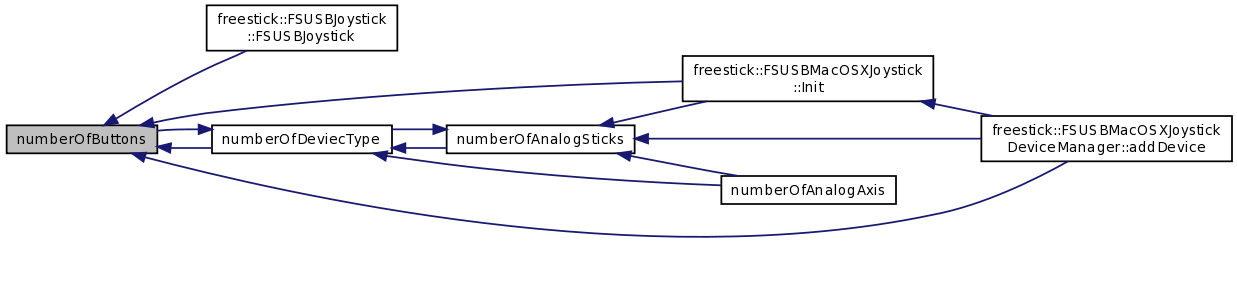 freestick::FSUSBJoystick
::FSUSBJoystick
freestick::FSUSBMacOSXJoystick
::Init
numberOfButtons
numberOfDeviecType
numberOfAnalogSticks
freestick::FSUSBMacOSXJoystick
DeviceManager::addDevice
numberOfAnalogAxis